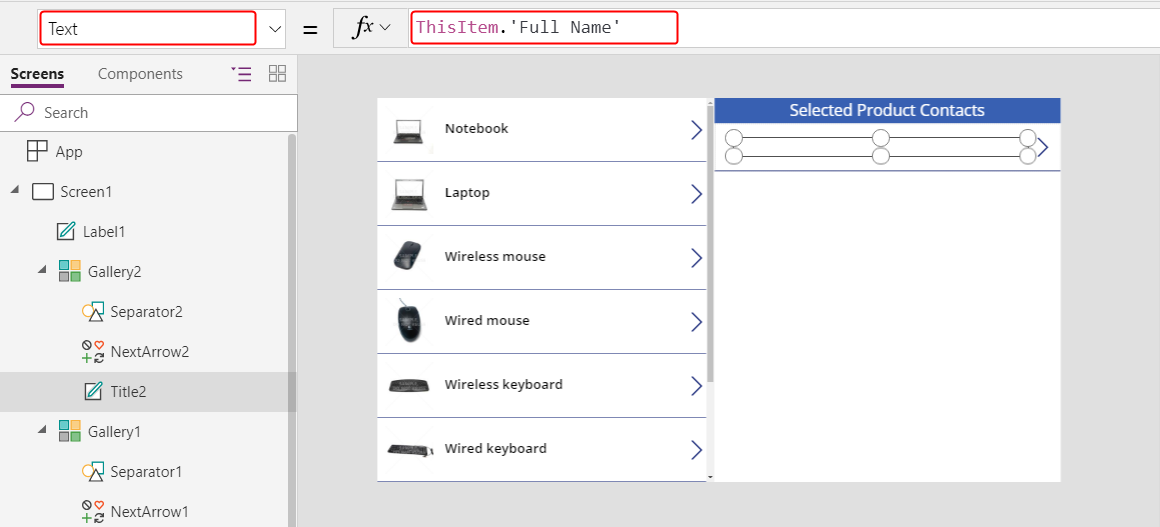 Text = fx ThisItem.'Full Name'
Screens Components
Search
App
Screen1
Label1
Gallery2
Separator2
NextArrow2
Title2
Gallery1
Separator1
NextArrow1
Notebook
Laptop
Wireless mouse
Wired mouse
Wireless keyboard
Wired keyboard
Selected Product Contacts